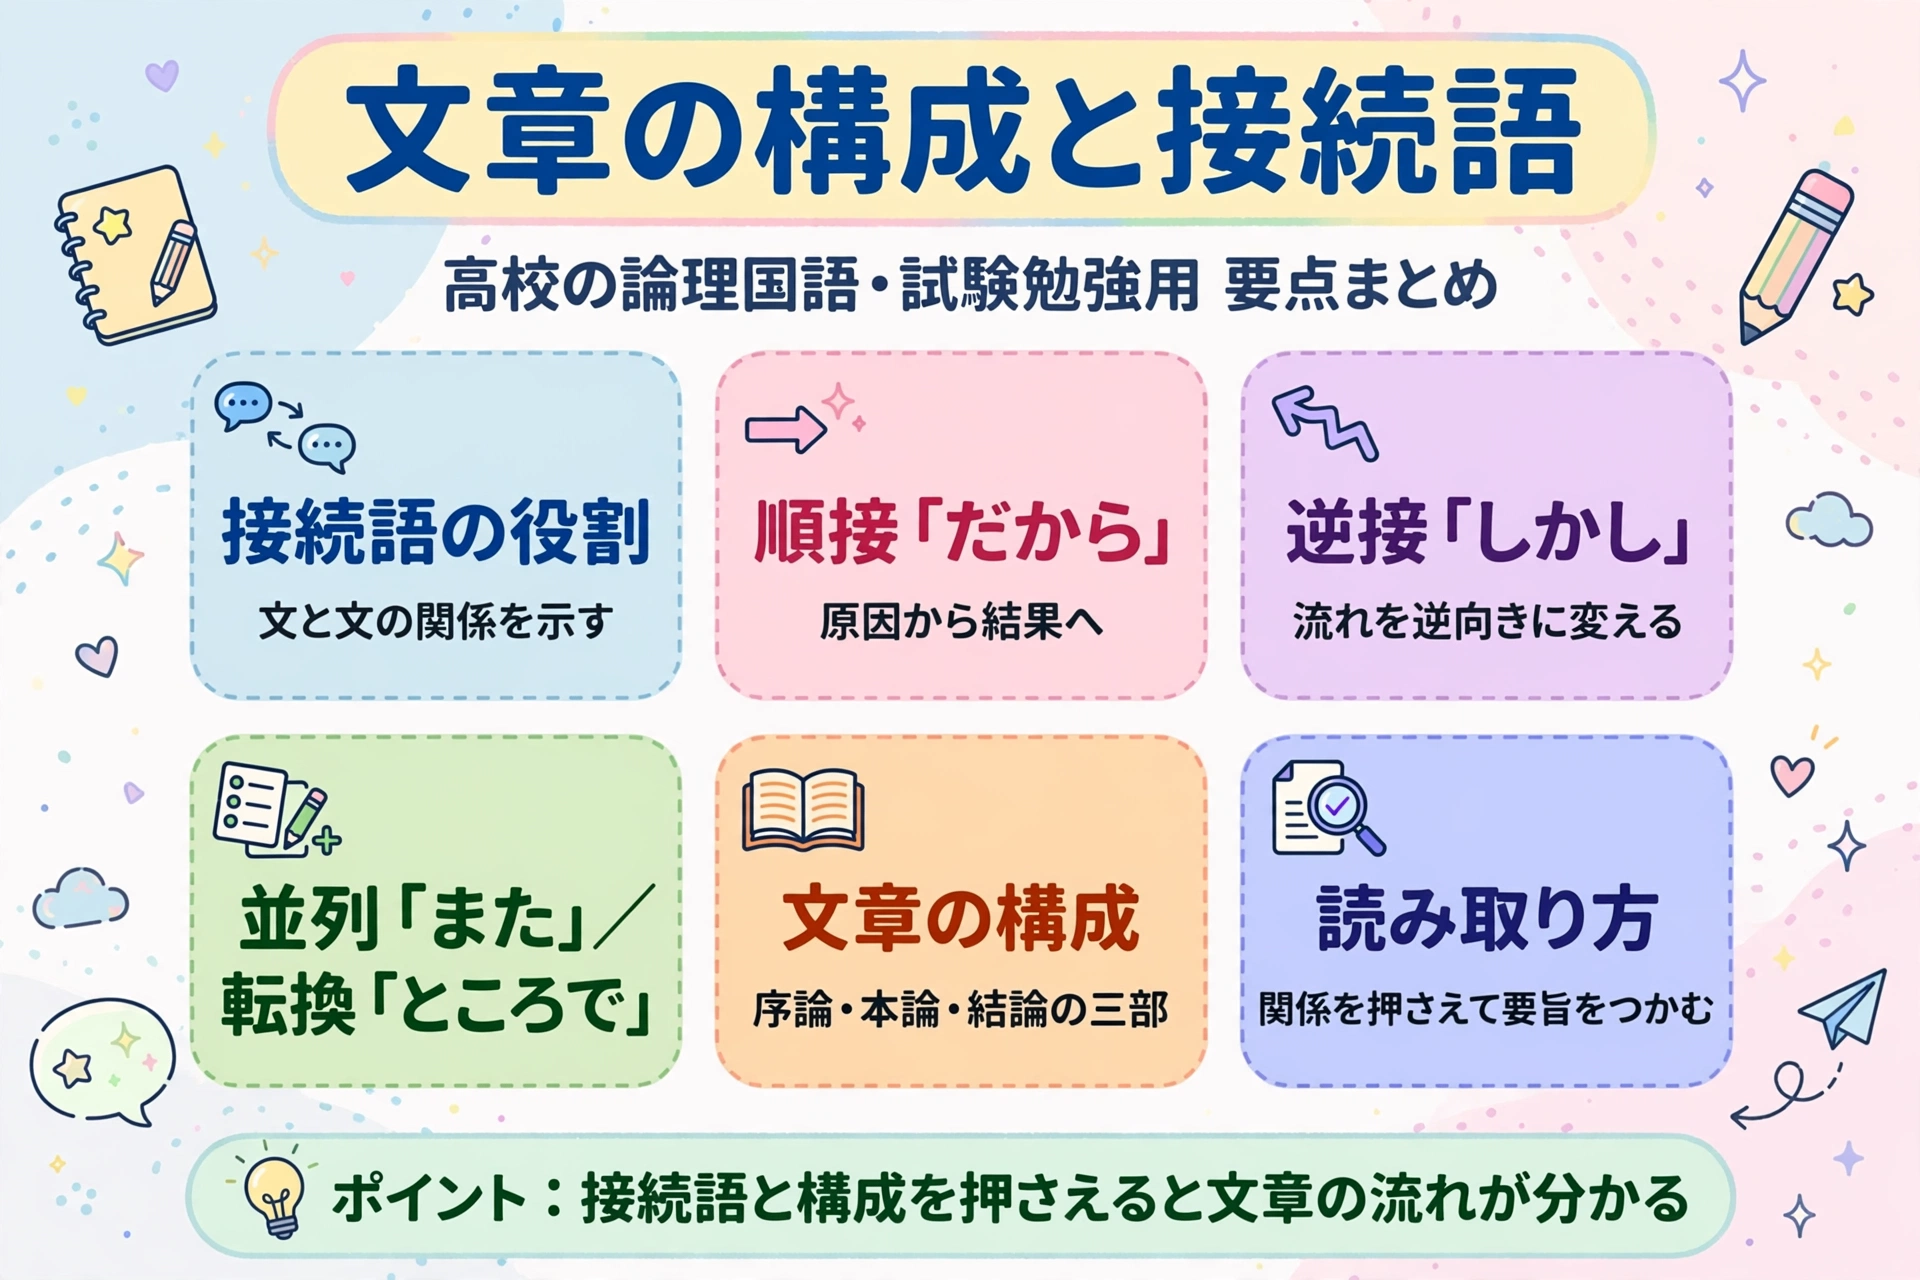 文章の構成と接続語
高校の論理国語・試験勉強用 要点まとめ
接続語の役割
文と文の関係を示す
順接「だから」
原因から結果へ
逆接「しかし」
流れを逆向きに変える
並列「また」／
転換「ところで」
文章の構成
序論・本論・結論の三部
読み取り方
関係を押さえて要旨をつかむ
ポイント：接続語と構成を押さえると文章の流れが分かる